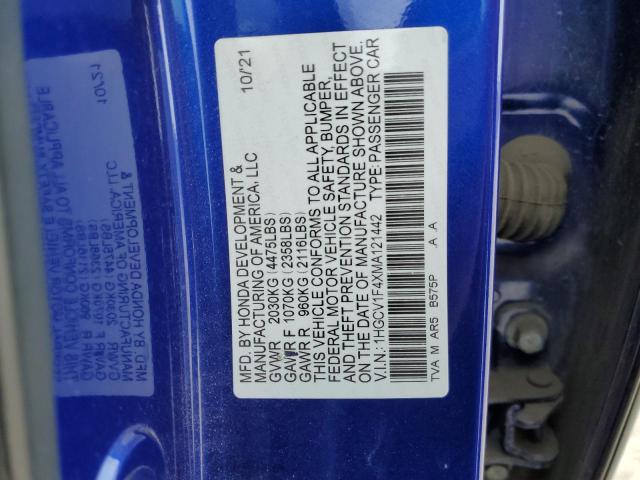 MFD. BY HONDA DEVELOPMENT & 10/21
MANUFACTURING OF AMERICA, LLC
GVWR 2030KG (4475LBS)
GAWR F 1070KG (2358LBS)
GAWR R 960KG (2116LBS)
THIS VEHICLE CONFORMS TO ALL APPLICABLE
FEDERAL MOTOR VEHICLE SAFETY, BUMPER,
AND THEFT PREVENTION STANDARDS IN EFFECT
ON THE DATE OF MANUFACTURE SHOWN ABOVE.
V.I.N.: 1HGCV1F4XMA121442 TYPE: PASSENGER CAR
TVA M AR5 B575P .A .A